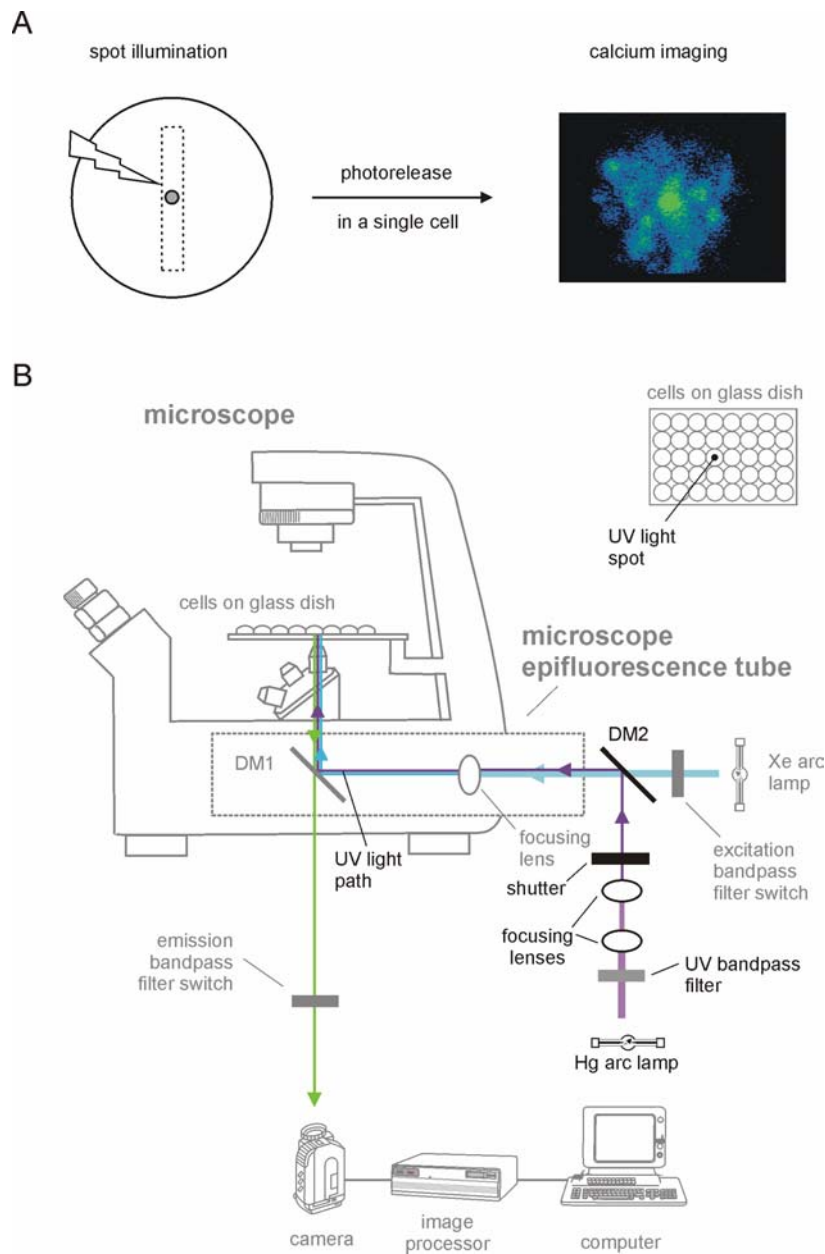 A
spot illumination
calcium imaging
photorelease
in a single cell
B
microscope
cells on glass dish
UV light
spot
cells on glass dish
microscope
epifluorescence tube
DM1
DM2
Xe arc
lamp
focusing
lens
UV light
path
excitation
bandpass
filter switch
shutter
focusing
lenses
UV bandpass
filter
emission
bandpass
filter switch
Hg arc lamp
camera
image
processor
computer